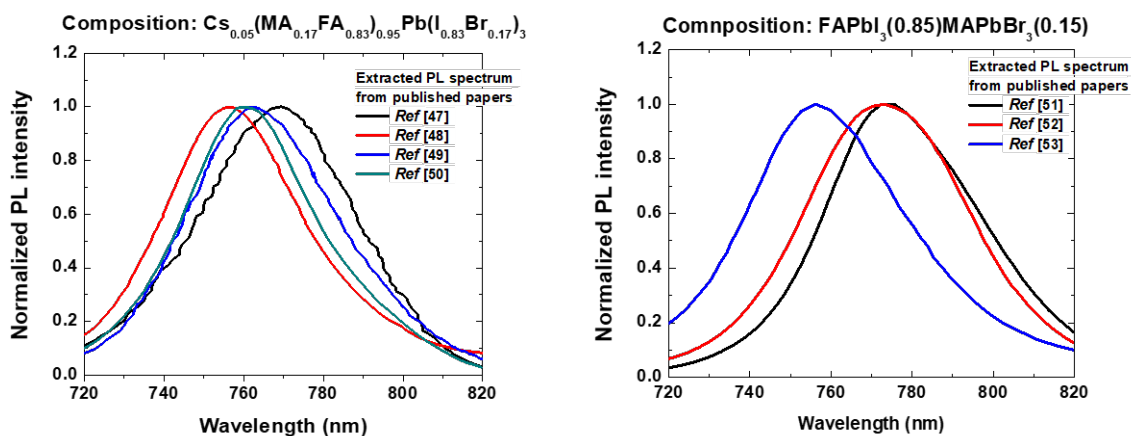 Composition: Cs₀.₀₅(MA₀.₁₇FA₀.₈₃)₀.₉₅Pb(I₀.₈₃Br₀.₁₇)₃
Normalized PL intensity
1.2
1.0
0.8
0.6
0.4
0.2
0.0
Extracted PL spectrum
from published papers
Ref [47]
Ref [48]
Ref [49]
Ref [50]
720 740 760 780 800 820
Wavelength (nm)
Comnposition: FAPbI₃(0.85)MAPbBr₃(0.15)
Normalized PL intensity
1.2
1.0
0.8
0.6
0.4
0.2
0.0
Extracted PL spectrum
from published papers
Ref [51]
Ref [52]
Ref [53]
720 740 760 780 800 820
Wavelength (nm)